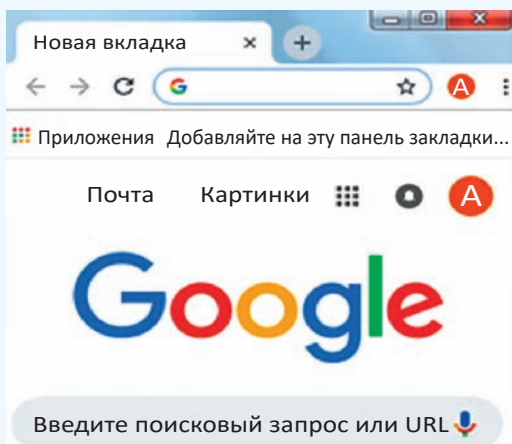 Новая вкладка
A
Приложения Добавляйте на эту панель закладки...
Почта Картинки A
Google
Введите поисковый запрос или URL